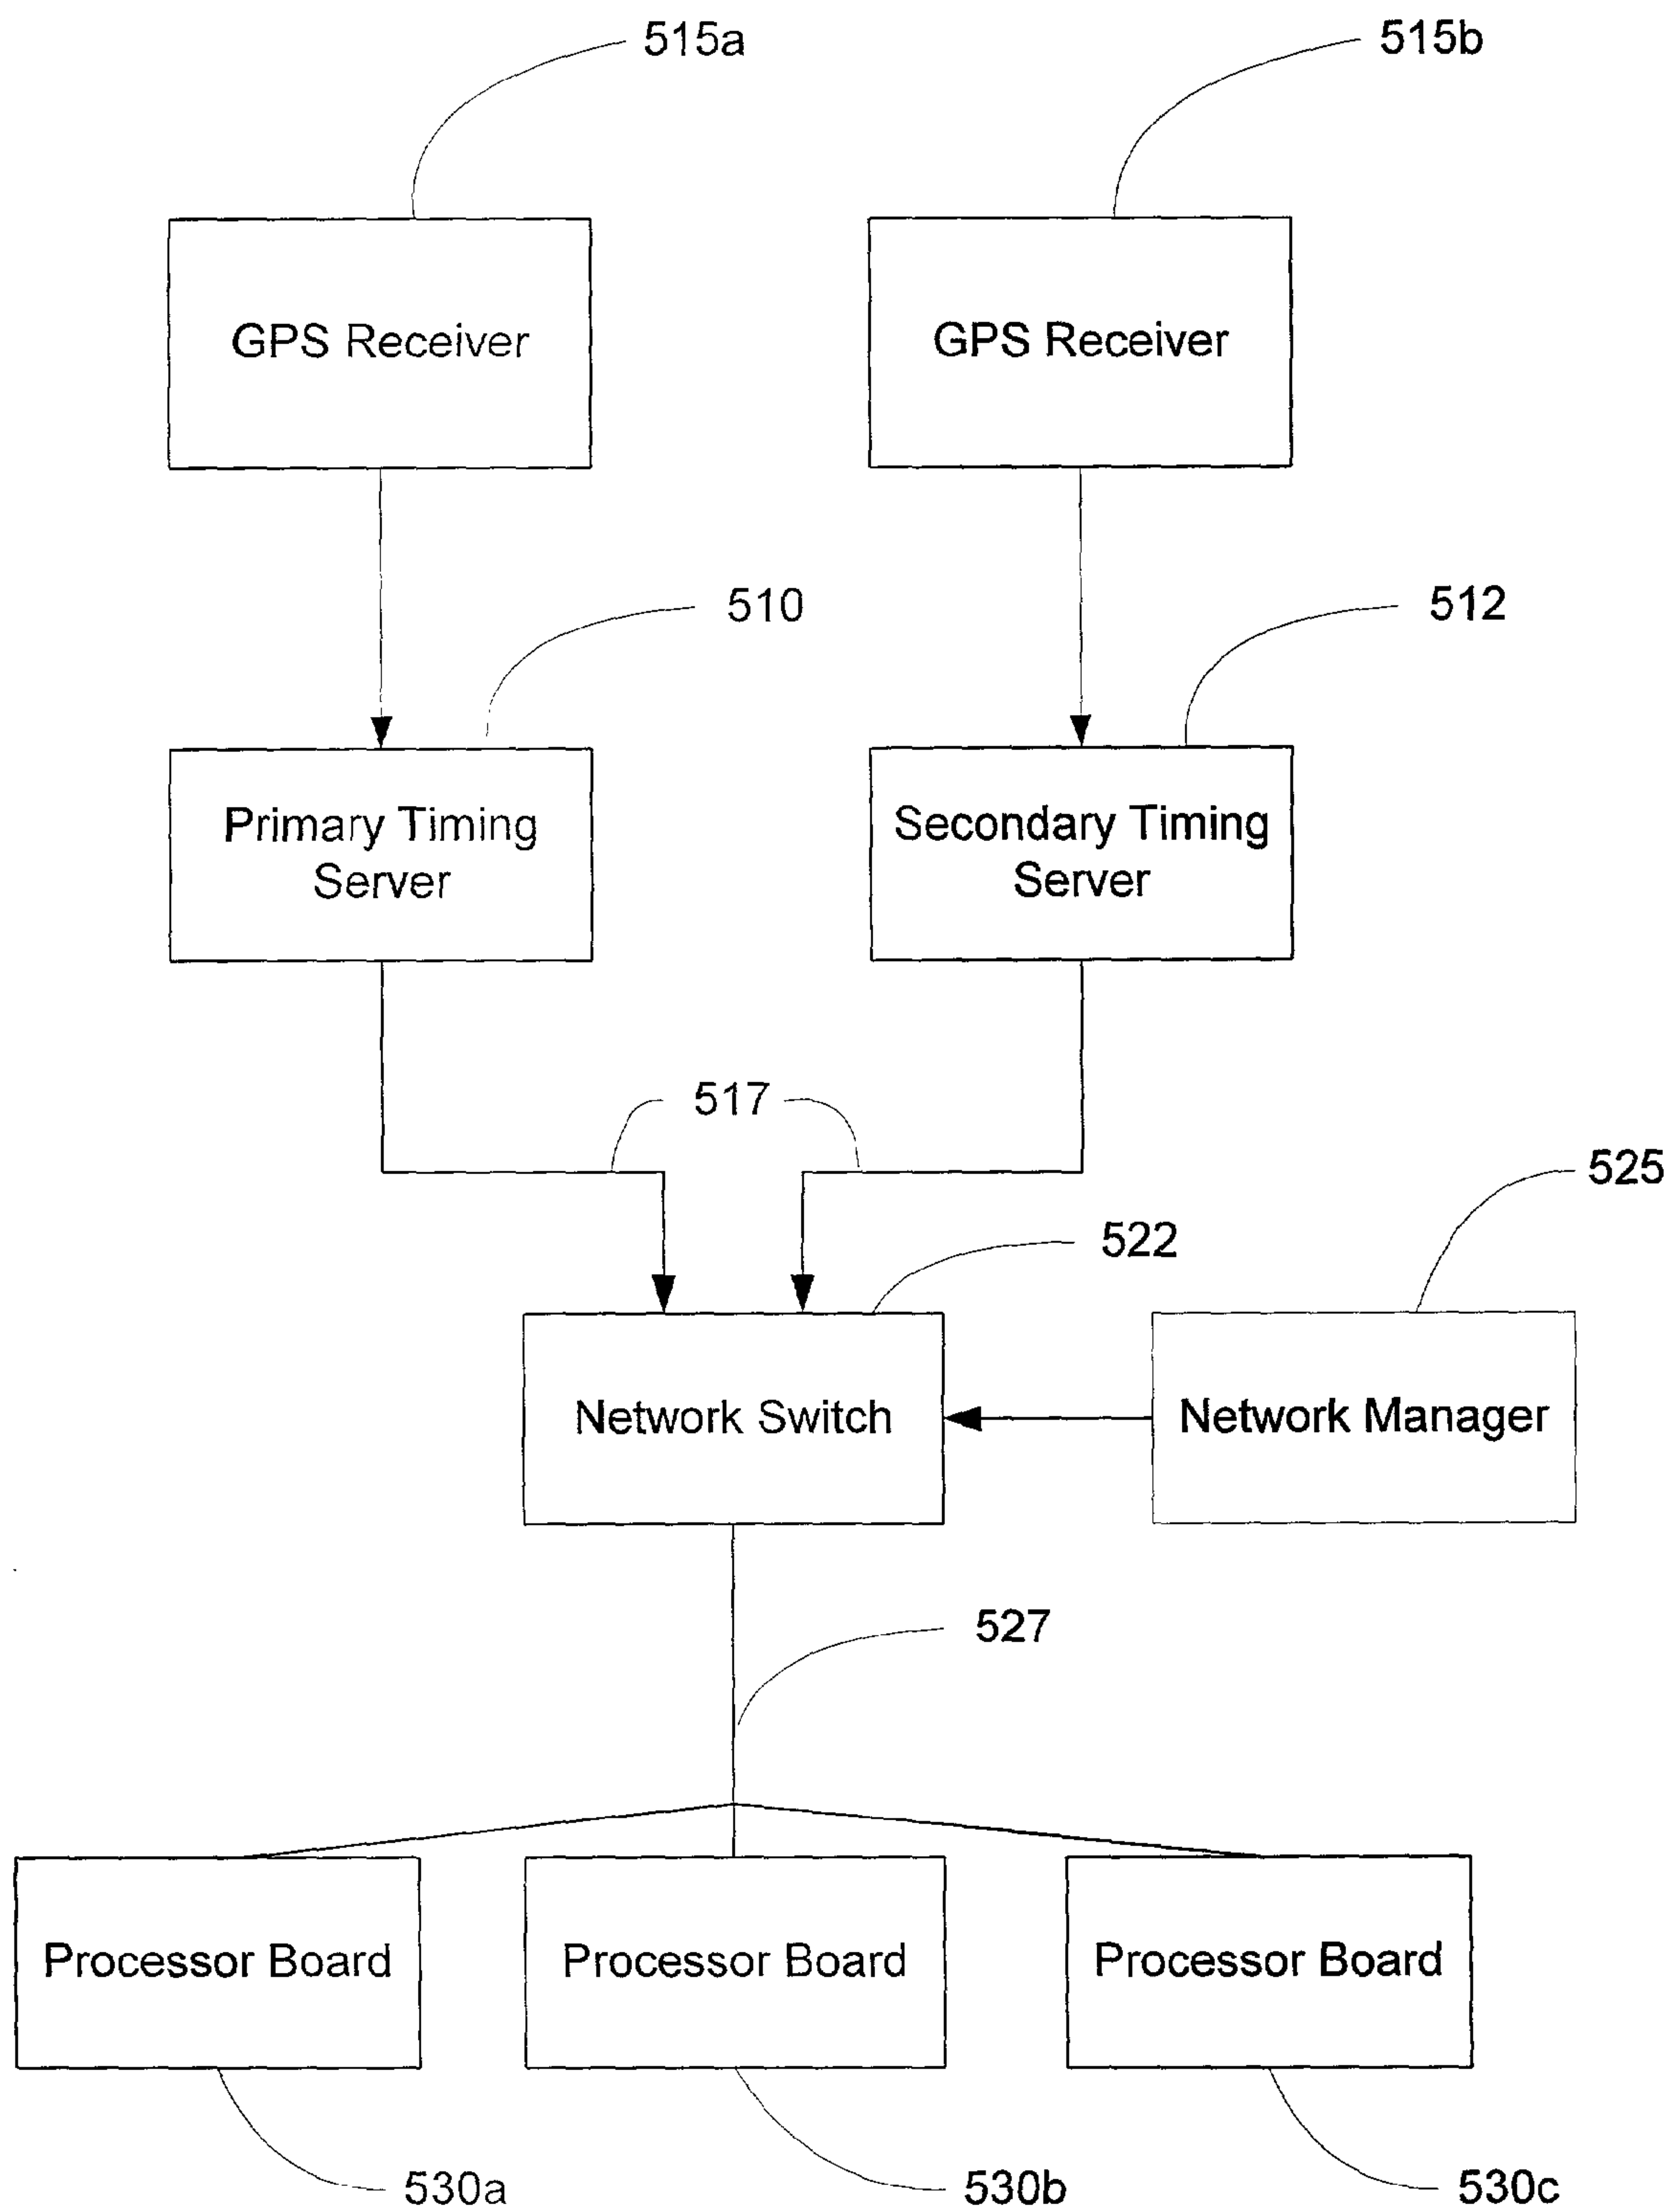 515a
515b
GPS Receiver
GPS Receiver
510
512
Primary Timing
Server
Secondary Timing
Server
517
525
522
Network Switch
Network Manager
527
Processor Board
Processor Board
Processor Board
530a
530b
530c